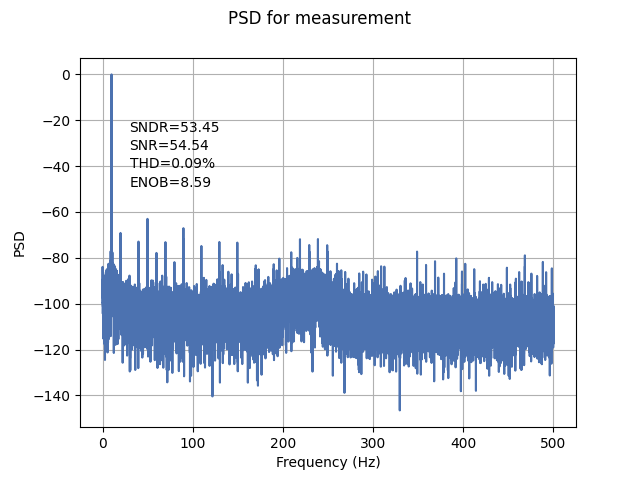 PSD for measurement
0
−20
−40
−60
−80
−100
−120
−140
PSD
SNDR=53.45
SNR=54.54
THD=0.09%
ENOB=8.59
0 100 200 300 400 500
Frequency (Hz)